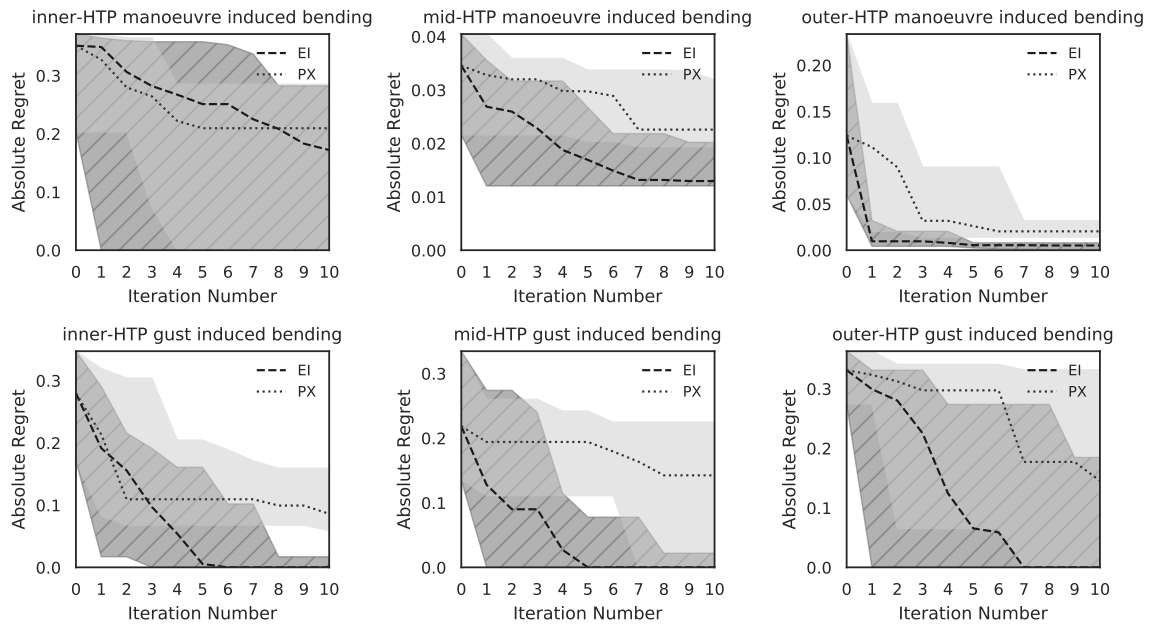 inner-HTP manoeuvre induced bending
Absolute Regret
0.3
0.2
0.1
0.0
EI
PX
0 1 2 3 4 5 6 7 8 9 10
Iteration Number
mid-HTP manoeuvre induced bending
Absolute Regret
0.04
0.03
0.02
0.01
0.00
EI
PX
0 1 2 3 4 5 6 7 8 9 10
Iteration Number
outer-HTP manoeuvre induced bending
Absolute Regret
0.20
0.15
0.10
0.05
0.00
EI
PX
0 1 2 3 4 5 6 7 8 9 10
Iteration Number
inner-HTP gust induced bending
Absolute Regret
0.3
0.2
0.1
0.0
EI
PX
0 1 2 3 4 5 6 7 8 9 10
Iteration Number
mid-HTP gust induced bending
Absolute Regret
0.3
0.2
0.1
0.0
EI
PX
0 1 2 3 4 5 6 7 8 9 10
Iteration Number
outer-HTP gust induced bending
Absolute Regret
0.3
0.2
0.1
0.0
EI
PX
0 1 2 3 4 5 6 7 8 9 10
Iteration Number